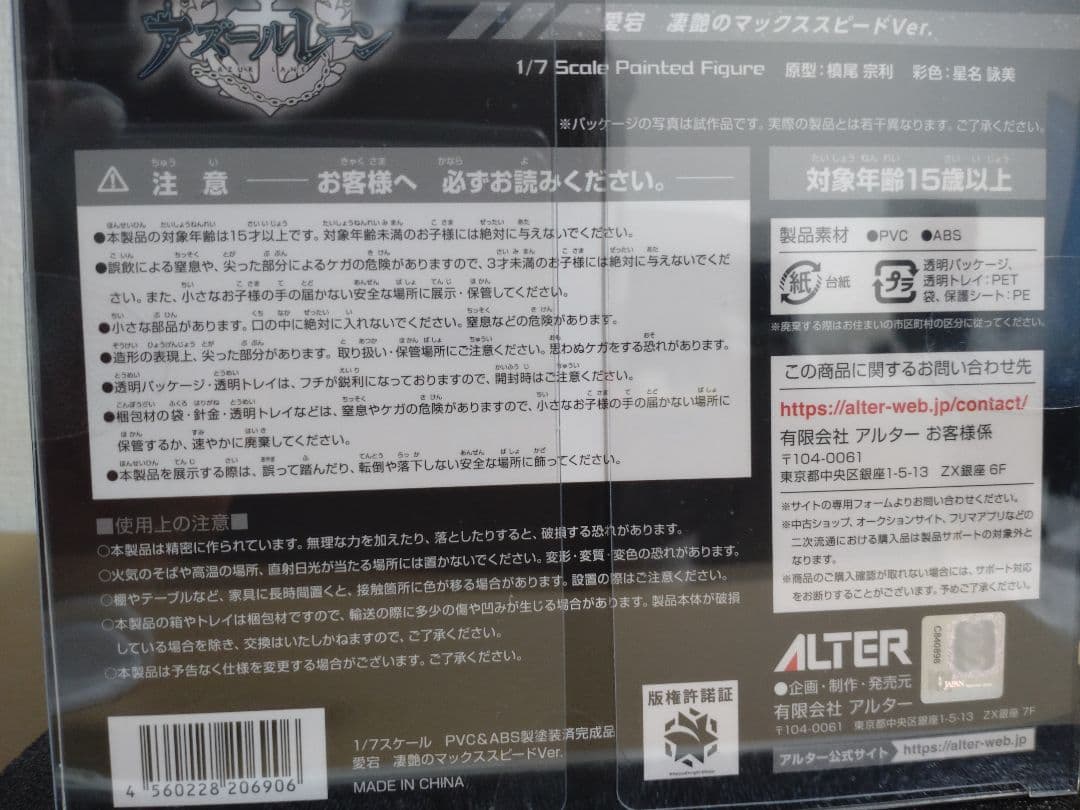 アズールレーン
AZUR LANE
愛宕 凄艶のマックススピードVer.
1/7 Scale Painted Figure 原型：槙尾 宗利 彩色：星名 詠美
※パッケージの写真は試作品です。実際の製品とは若干異なります。ご了承ください。
注意 お客様へ 必ずお読みください。
●本製品の対象年齢は15才以上です。対象年齢未満のお子様には絶対に与えないでください。
●誤飲による窒息や、尖った部分によるケガの危険がありますので、3才未満のお子様には絶対に与えないでくだ
さい。また、小さなお子様の手の届かない安全な場所に展示・保管してください。
●小さな部品があります。口の中に絶対に入れないでください。窒息などの危険があります。
●造形の表現上、尖った部分があります。取り扱い・保管場所にご注意ください。思わぬケガをする恐れがあります。
●透明パッケージ・透明トレイは、フチが鋭利になっておりますので、開封時はご注意ください。
●梱包材の袋・針金・透明トレイなどは、窒息やケガの危険がありますので、小さなお子様の手の届かない場所に
保管するか、速やかに廃棄してください。
●本製品を展示する際は、誤って踏んだり、転倒や落下しない安全な場所に飾ってください。
■使用上の注意■
○本製品は精密に作られています。無理な力を加えたり、落としたりすると、破損する恐れがあります。
○火気のそばや高温の場所、直射日光が当たる場所には置かないでください。変形・変質・変色の恐れがあります。
○棚やテーブルなど、家具に長時間置くと、接触箇所に色が移る場合があります。設置の際はご注意ください。
○本製品の箱やトレイは梱包材ですので、輸送の際に多少の傷や凹みが生じる場合があります。製品本体が破損
している場合を除き、交換はいたしかねますので、ご了承ください。
○本製品は予告なく仕様を変更する場合がございます。ご了承ください。
4 560228 206906
1/7スケール PVC&ABS製塗装済完成品
愛宕 凄艶のマックススピードVer.
MADE IN CHINA
対象年齢15歳以上
製品素材 ●PVC ●ABS
紙 台紙
プラ 透明パッケージ、
透明トレイ：PET
袋、保護シート：PE
※廃棄する際はお住まいの市区町村の区分に従ってください。
この商品に関するお問い合わせ先
https://alter-web.jp/contact/
有限会社 アルター お客様係
〒104-0061
東京都中央区銀座1-5-13 ZX銀座 6F
※サイトの専用フォームよりお問い合わせください。
※中古ショップ、オークションサイト、フリマアプリなどの
二次流通における購入品は製品サポートの対象外と
なります。
※商品のご購入確認が取れない場合には、サポート対応
をお断りすることがございます。予めご了承ください。
ALTER
●企画・制作・発売元
有限会社 アルター
〒104-0061 東京都中央区銀座1-5-13 ZX銀座 7F
アルター公式サイト https://alter-web.jp
C840896
JAPAN
版権許諾証